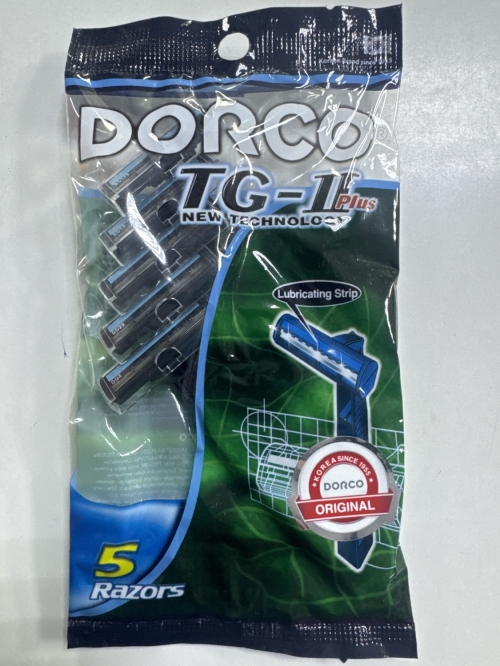 DORCO
TG-II Plus
NEW TECHNOLOGY
Lubricating Strip
KOREA SINCE 1955
DORCO
ORIGINAL
5
Razors